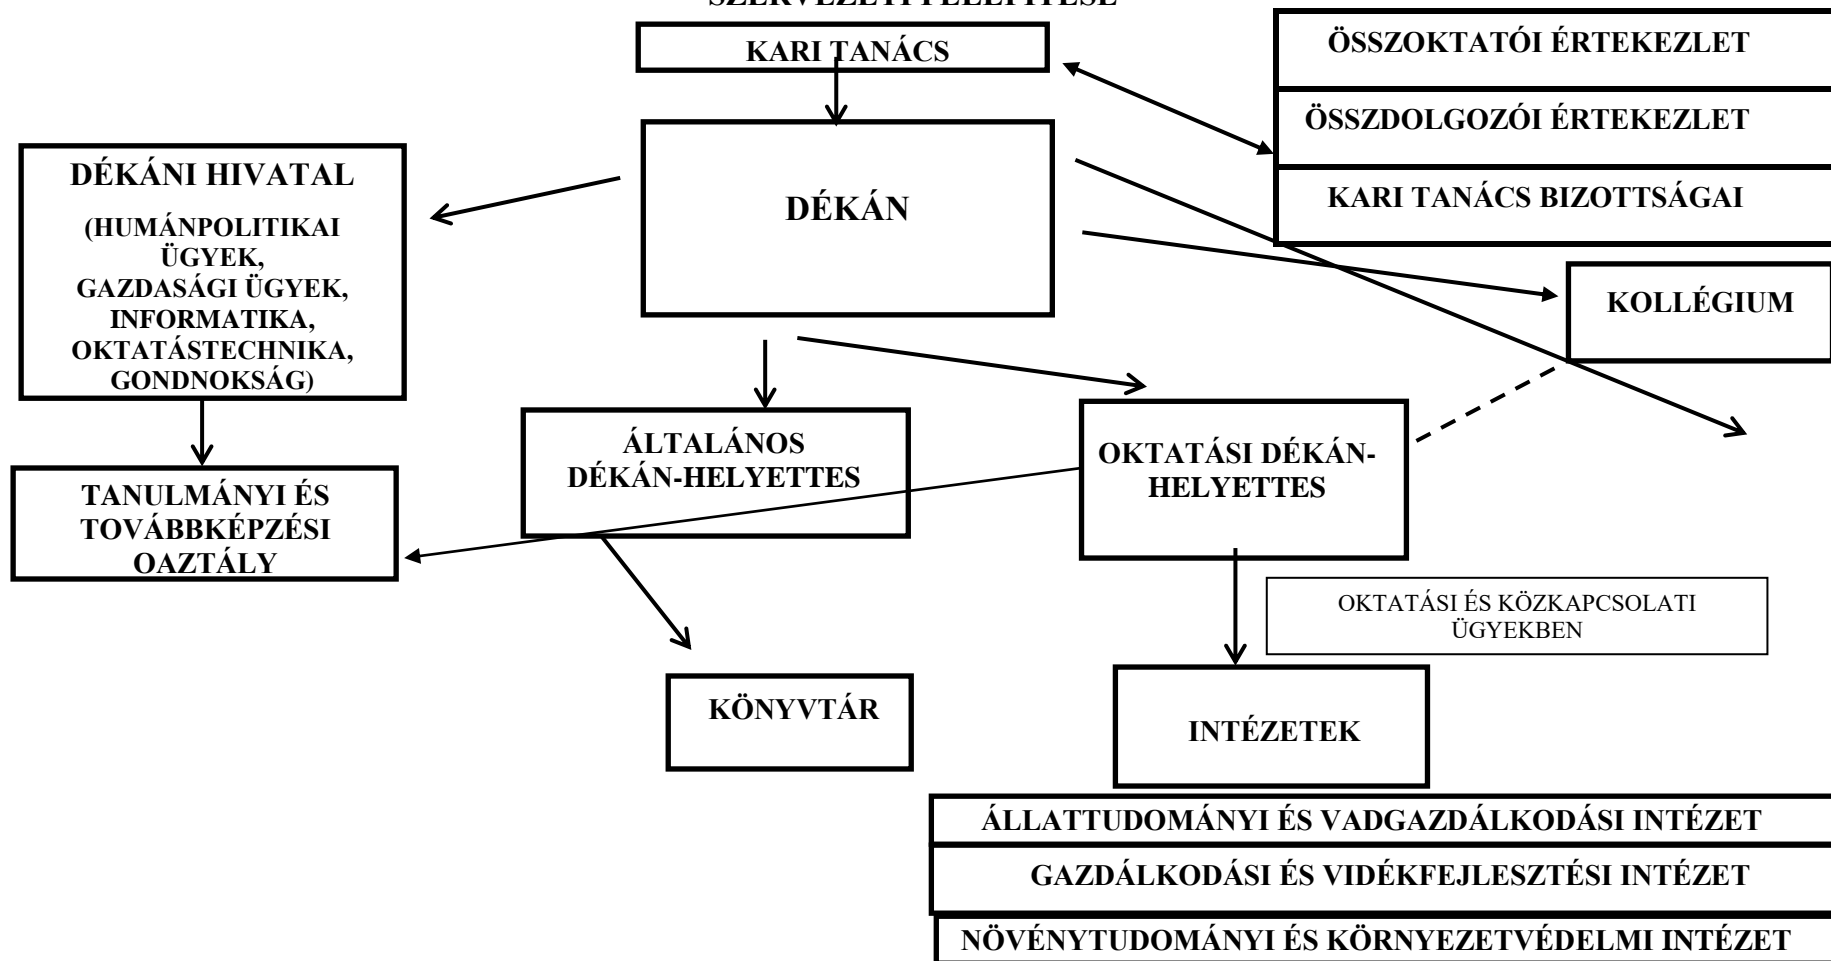 SZERVEZETI FELÉPÍTÉSE
KARI TANÁCS
ÖSSZOKTATÓI ÉRTEKEZLET
ÖSSZDOLGOZÓI ÉRTEKEZLET
KARI TANÁCS BIZOTTSÁGAI
DÉKÁNI HIVATAL
(HUMÁNPOLITIKAI
ÜGYEK,
GAZDASÁGI ÜGYEK,
INFORMATIKA,
OKTATÁSTECHNIKA,
GONDNOKSÁG)
DÉKÁN
KOLLÉGIUM
ÁLTALÁNOS
DÉKÁN-HELYETTES
OKTATÁSI DÉKÁN-
HELYETTES
TANULMÁNYI ÉS
TOVÁBBKÉPZÉSI
OAZTÁLY
OKTATÁSI ÉS KÖZKAPCSOLATI
ÜGYEKBEN
KÖNYVTÁR
INTÉZETEK
ÁLLATTUDOMÁNYI ÉS VADGAZDÁLKODÁSI INTÉZET
GAZDÁLKODÁSI ÉS VIDÉKFEJLESZTÉSI INTÉZET
NÖVÉNYTUDOMÁNYI ÉS KÖRNYEZETVÉDELMI INTÉZET